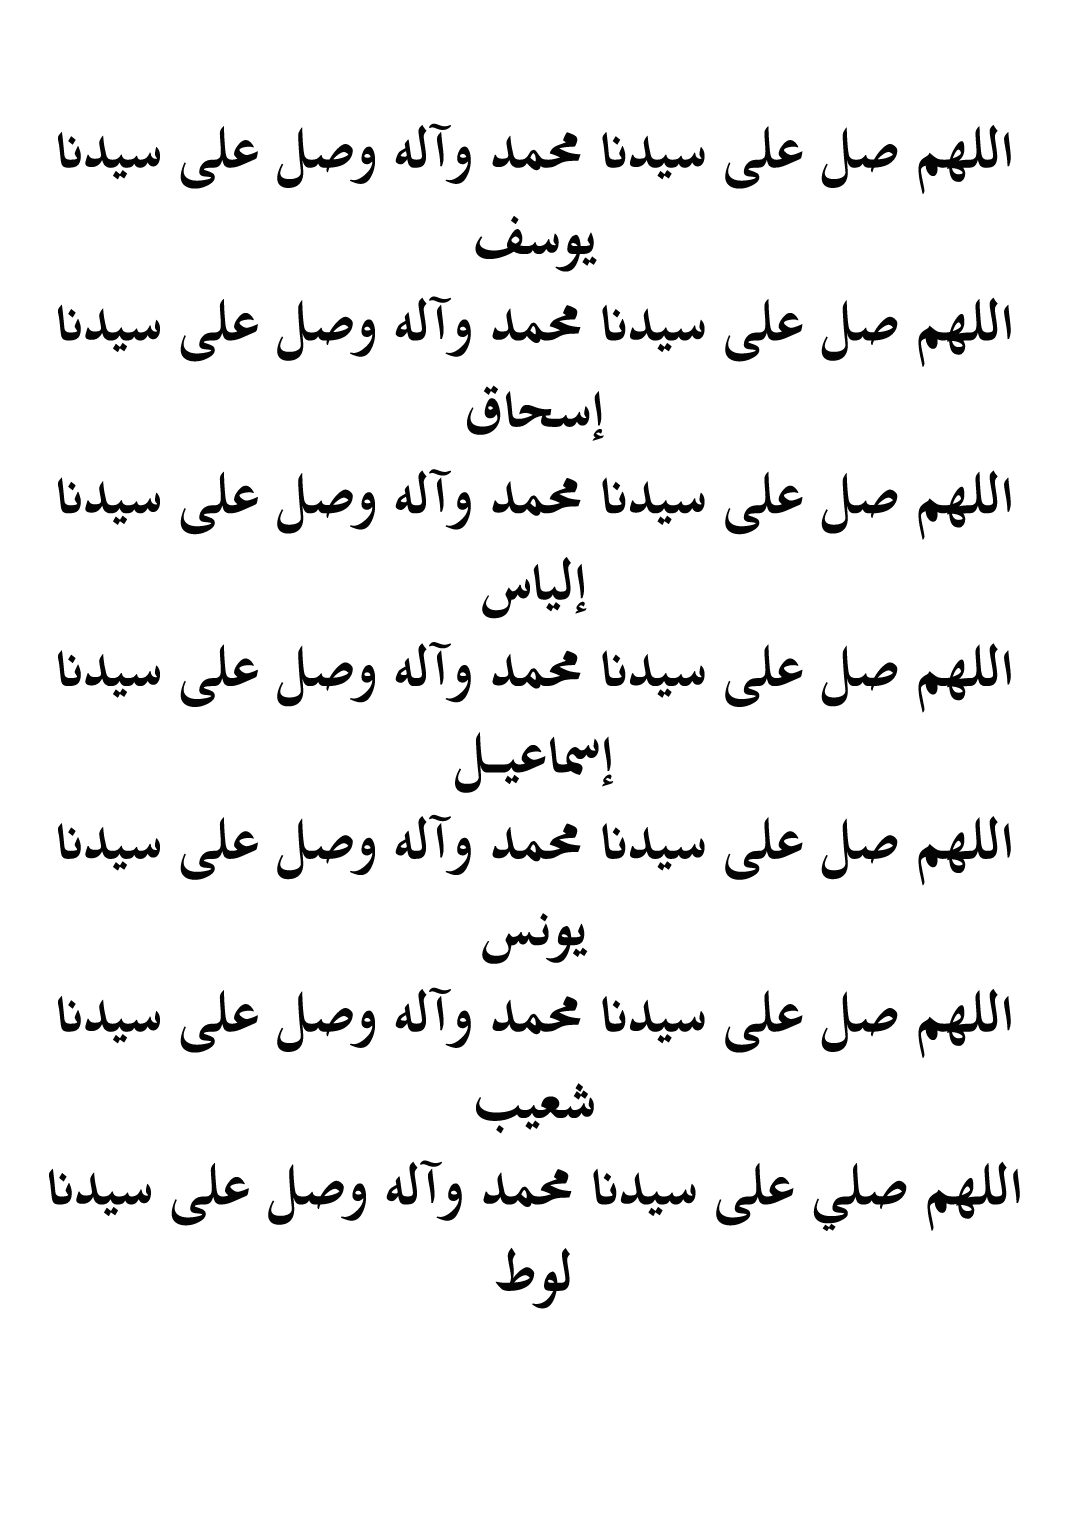 اللهم صل على سيدنا محمد وآله وصل على سيدنا
يوسف
اللهم صل على سيدنا محمد وآله وصل على سيدنا
إسحاق
اللهم صل على سيدنا محمد وآله وصل على سيدنا
إلياس
اللهم صل على سيدنا محمد وآله وصل على سيدنا
إسماعيـل
اللهم صل على سيدنا محمد وآله وصل على سيدنا
يونس
اللهم صل على سيدنا محمد وآله وصل على سيدنا
شعيب
اللهم صلي على سيدنا محمد وآله وصل على سيدنا
لوط